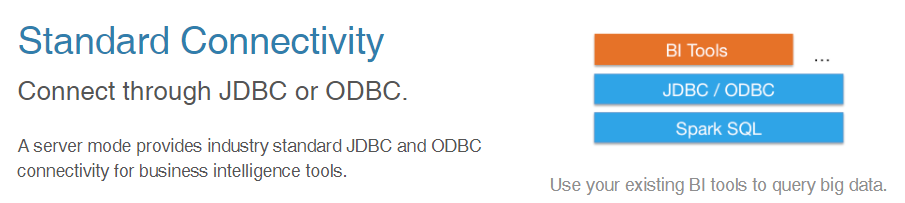 Standard Connectivity
Connect through JDBC or ODBC.
A server mode provides industry standard JDBC and ODBC
connectivity for business intelligence tools.
BI Tools
...
JDBC / ODBC
Spark SQL
Use your existing BI tools to query big data.